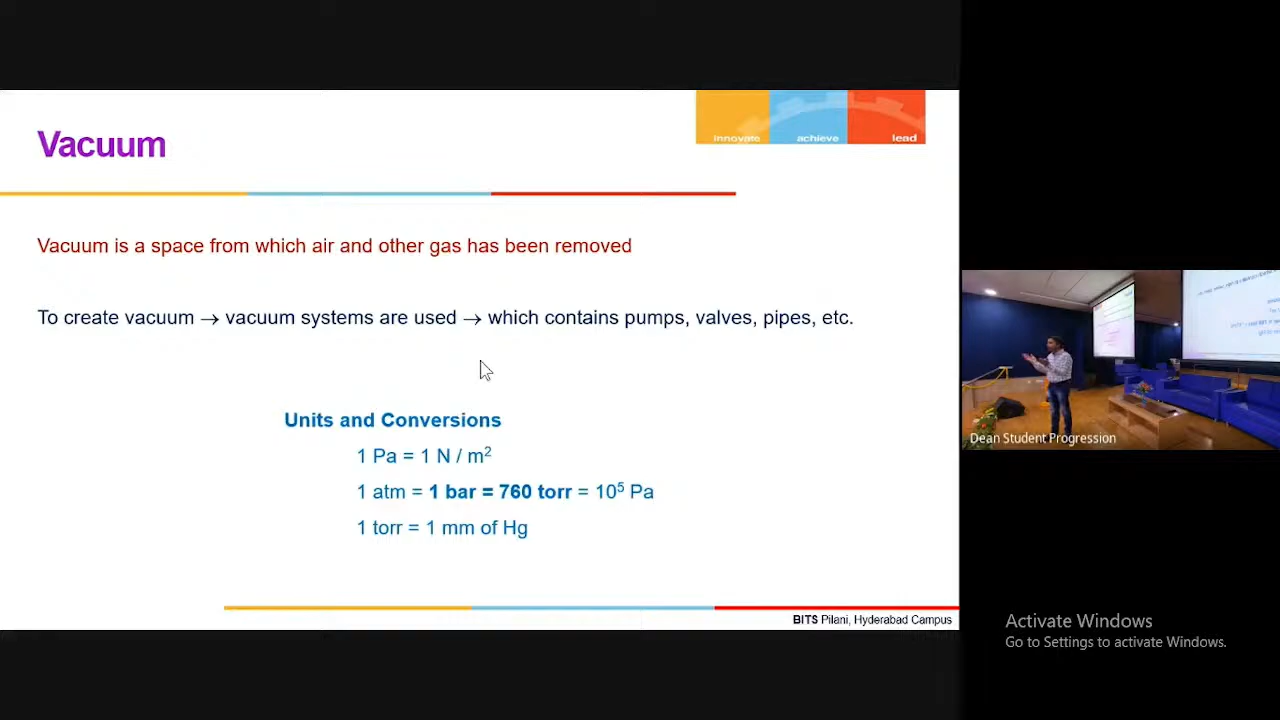 innovate achieve lead
Vacuum
Vacuum is a space from which air and other gas has been removed
To create vacuum → vacuum systems are used → which contains pumps, valves, pipes, etc.
Units and Conversions
1 Pa = 1 N / m²
1 atm = 1 bar = 760 torr = 10⁵ Pa
1 torr = 1 mm of Hg
BITS Pilani, Hyderabad Campus
Dean Student Progression
Activate Windows
Go to Settings to activate Windows.